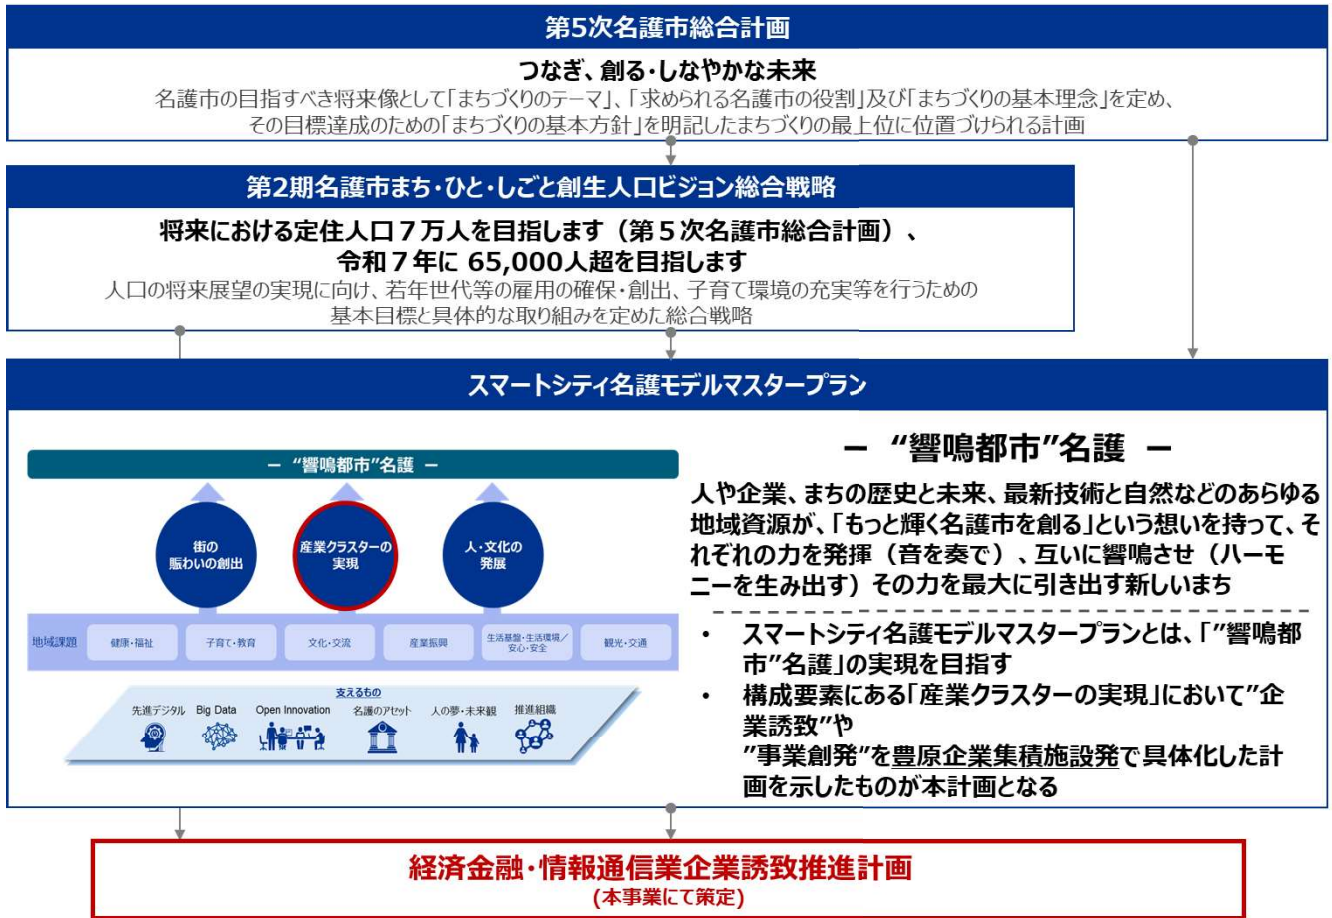 第5次名護市総合計画
つなぎ、創る・しなやかな未来
名護市の目指すべき将来像として「まちづくりのテーマ」、「求められる名護市の役割」及び「まちづくりの基本理念」を定め、
その目標達成のための「まちづくりの基本方針」を明記したまちづくりの最上位に位置づけられる計画
第2期名護市まち・ひと・しごと創生人口ビジョン総合戦略
将来における定住人口７万人を目指します（第５次名護市総合計画）、
令和７年に 65,000人超を目指します
人口の将来展望の実現に向け、若年世代等の雇用の確保・創出、子育て環境の充実等を行うための
基本目標と具体的な取り組みを定めた総合戦略
スマートシティ名護モデルマスタープラン
― “響鳴都市”名護 ―
街の
賑わいの創出
産業クラスターの
実現
人・文化の
発展
地域課題
健康・福祉
子育て・教育
文化・交流
産業振興
生活基盤・生活環境／
安心・安全
観光・交通
支えるもの
先進デジタル
Big Data
Open Innovation
名護のアセット
人の夢・未来観
推進組織
― “響鳴都市”名護 ―
人や企業、まちの歴史と未来、最新技術と自然などのあらゆる
地域資源が、「もっと輝く名護市を創る」という想いを持って、そ
れぞれの力を発揮（音を奏で）、互いに響鳴させ（ハーモ
ニーを生み出す）その力を最大に引き出す新しいまち
• スマートシティ名護モデルマスタープランとは、「”響鳴都
市”名護」の実現を目指す
• 構成要素にある「産業クラスターの実現」において”企
業誘致”や
”事業創発”を豊原企業集積施設発で具体化した計
画を示したものが本計画となる
経済金融・情報通信業企業誘致推進計画
(本事業にて策定)